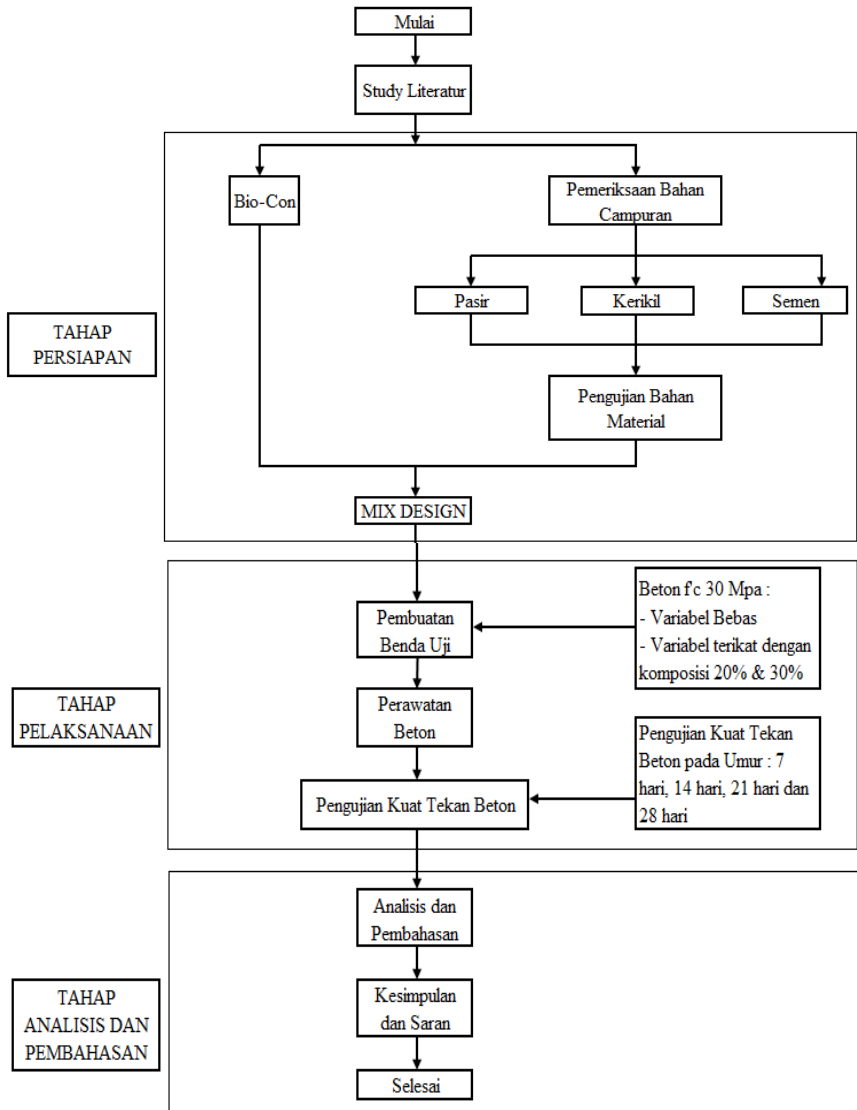 Mulai
Study Literatur
Bio-Con
Pemeriksaan Bahan
Campuran
Pasir
Kerikil
Semen
TAHAP
PERSIAPAN
Pengujian Bahan
Material
MIX DESIGN
Beton f'c 30 Mpa :
- Variabel Bebas
- Variabel terikat dengan
komposisi 20% & 30%
Pembuatan
Benda Uji
TAHAP
PELAKSANAAN
Perawatan
Beton
Pengujian Kuat Tekan
Beton pada Umur : 7
hari, 14 hari, 21 hari dan
28 hari
Pengujian Kuat Tekan Beton
Analisis dan
Pembahasan
TAHAP
ANALISIS DAN
PEMBAHASAN
Kesimpulan
dan Saran
Selesai